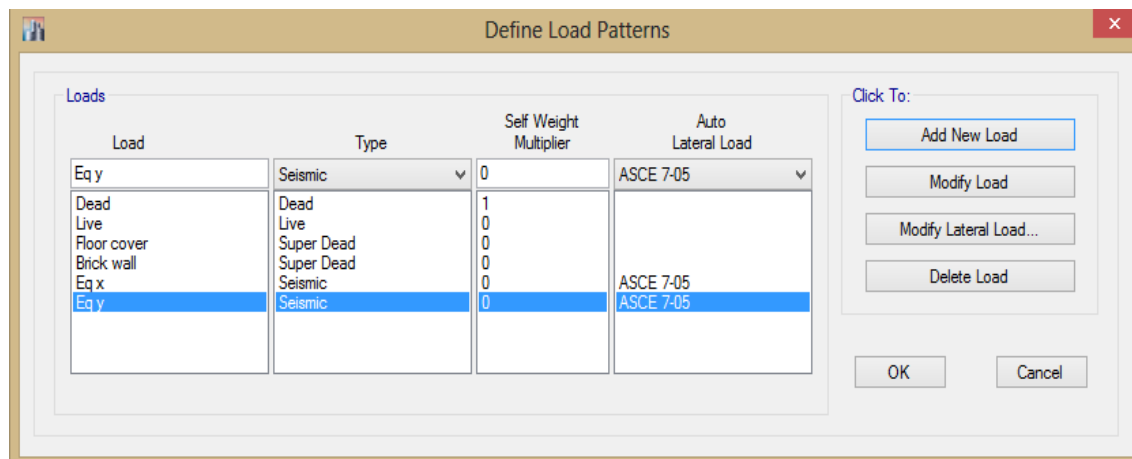 Define Load Patterns
Loads
Click To:
Load Type Self Weight Multiplier Auto Lateral Load
Eq y Seismic 0 ASCE 7-05
Dead Dead 1
Live Live 0
Floor cover Super Dead 0
Brick wall Super Dead 0
Eq x Seismic 0 ASCE 7-05
Eq y Seismic 0 ASCE 7-05
Add New Load
Modify Load
Modify Lateral Load...
Delete Load
OK Cancel